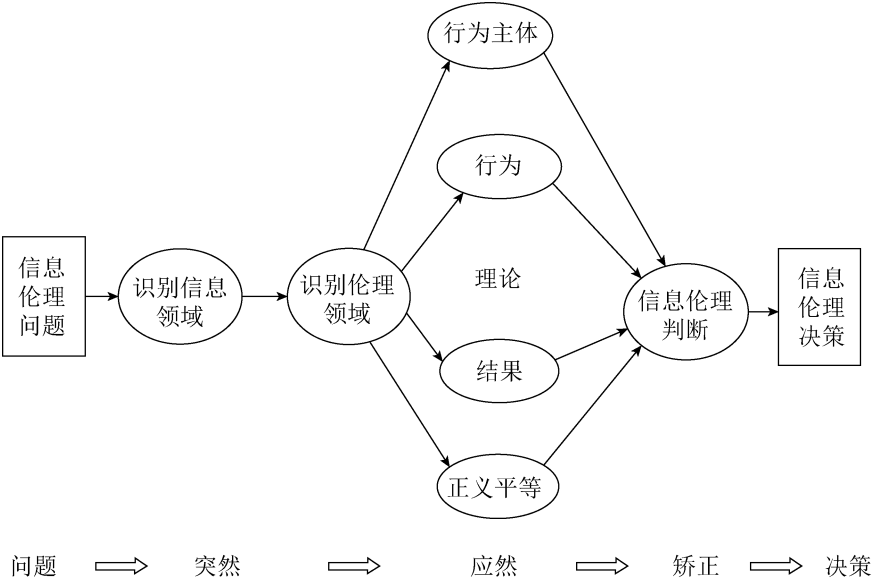 行为主体
行为
信息
伦理
问题
识别信息
领域
识别伦理
领域
理论
信息伦理
判断
信息
伦理
决策
结果
正义平等
问题 突然 应然 矫正 决策